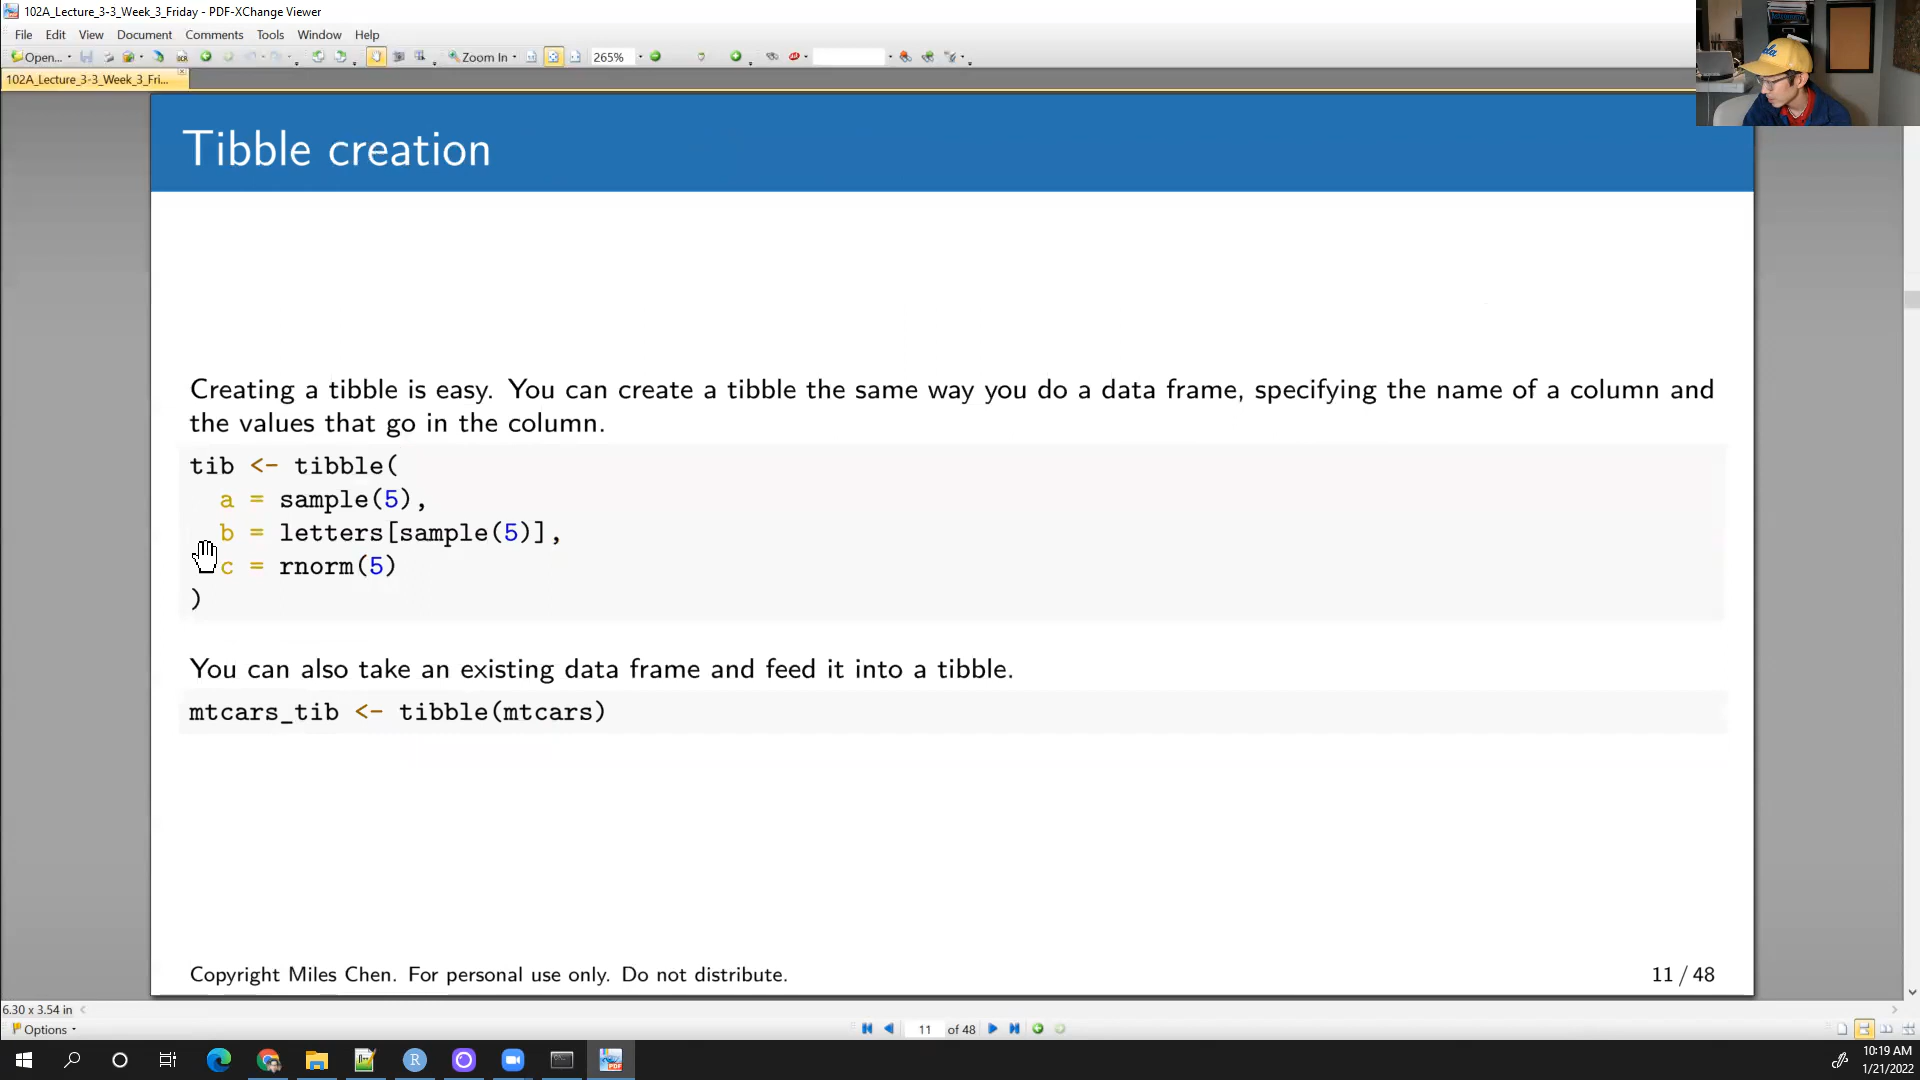 102A_Lecture_3-3_Week_3_Friday - PDF-XChange Viewer
File Edit View Document Comments Tools Window Help
Open... Zoom In 265%
102A_Lecture_3-3_Week_3_Fri...
Tibble creation
Creating a tibble is easy. You can create a tibble the same way you do a data frame, specifying the name of a column and
the values that go in the column.
tib <- tibble(
a = sample(5),
b = letters[sample(5)],
c = rnorm(5)
)
You can also take an existing data frame and feed it into a tibble.
mtcars_tib <- tibble(mtcars)
Copyright Miles Chen. For personal use only. Do not distribute.
11 / 48
6.30 x 3.54 in
Options
11 of 48
10:19 AM
1/21/2022